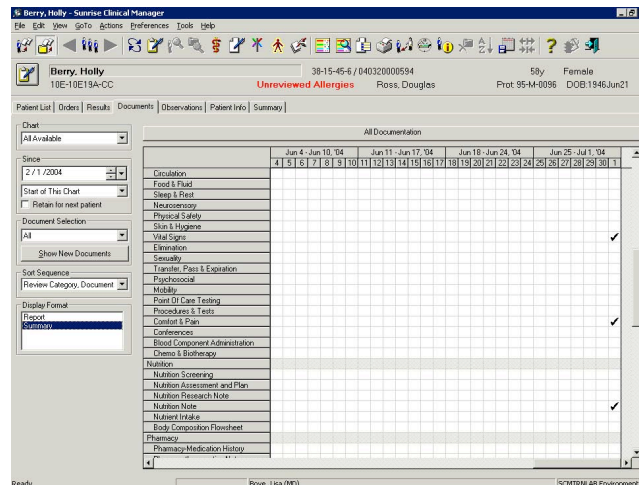 Berry, Holly - Sunrise Clinical Manager
File Edit View GoTo Actions Preferences Tools Help
Berry, Holly 38-15-45-6 / 040320000594 58y Female
10E-10E19A-CC Unreviewed Allergies Ross, Douglas Prot: 95-M-0096 DOB:1946Jun21
Patient List Orders Results Documents Observations Patient Info Summary
Chart
All Available
Since
2 / 1 /2004
Start of This Chart
Retain for next patient
Document Selection
All
Show New Documents
Sort Sequence
Review Category, Document
Display Format
Report
Summary
All Documentation
Jun 4 - Jun 10, '04 Jun 11 - Jun 17, '04 Jun 18 - Jun 24, '04 Jun 25 - Jul 1, '04
4 5 6 7 8 9 10 11 12 13 14 15 16 17 18 19 20 21 22 23 24 25 26 27 28 29 30 1
Circulation
Food & Fluid
Sleep & Rest
Neurosensory
Physical Safety
Skin & Hygiene
Vital Signs
Elimination
Sexuality
Transfer, Pass & Expiration
Psychosocial
Mobility
Point Of Care Testing
Procedures & Tests
Comfort & Pain
Conferences
Blood Component Administration
Chemo & Biotherapy
Nutrition
Nutrition Screening
Nutrition Assessment and Plan
Nutrition Research Note
Nutrition Note
Nutrient Intake
Body Composition Flowsheet
Pharmacy
Pharmacy-Medication History
Ready Boye, Lisa (MD) SCMTRNLAB Environment